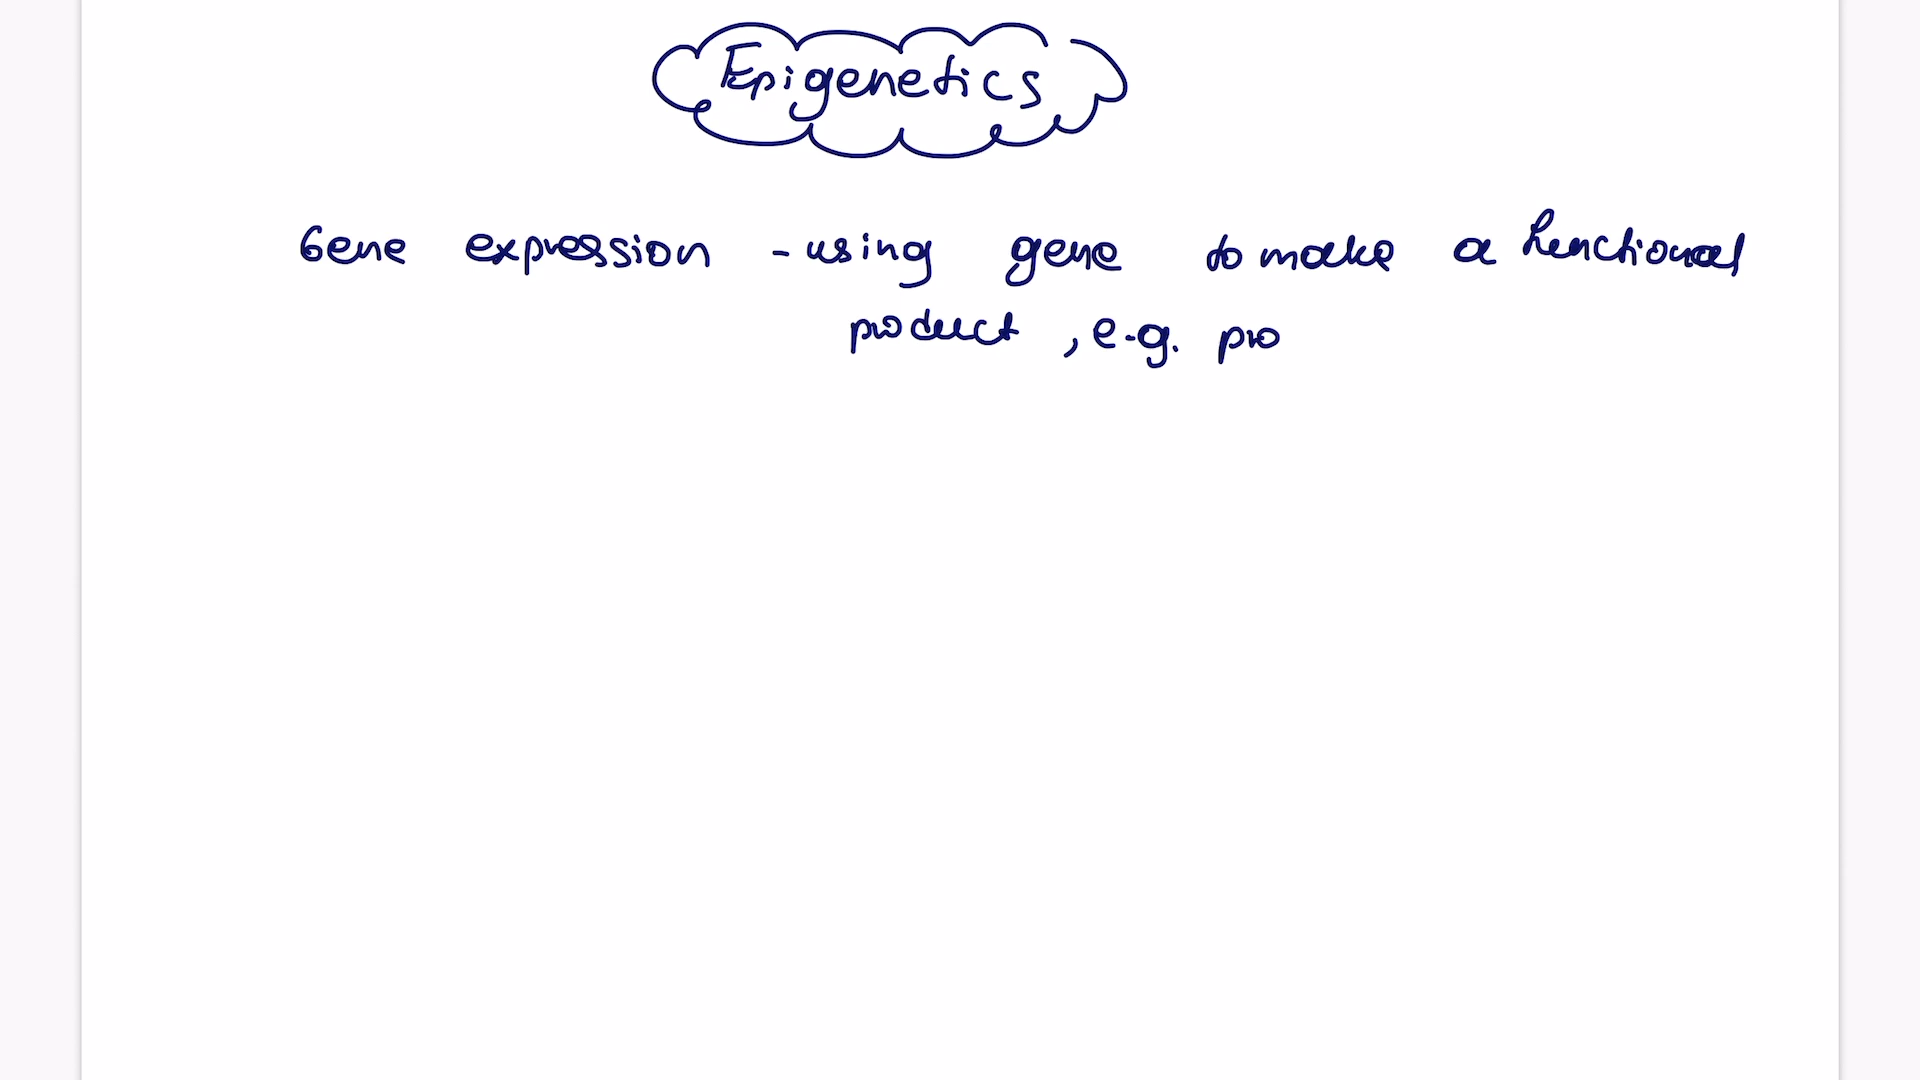 Epigenetics
Gene expression - using gene to make a functional
product, e.g. pro